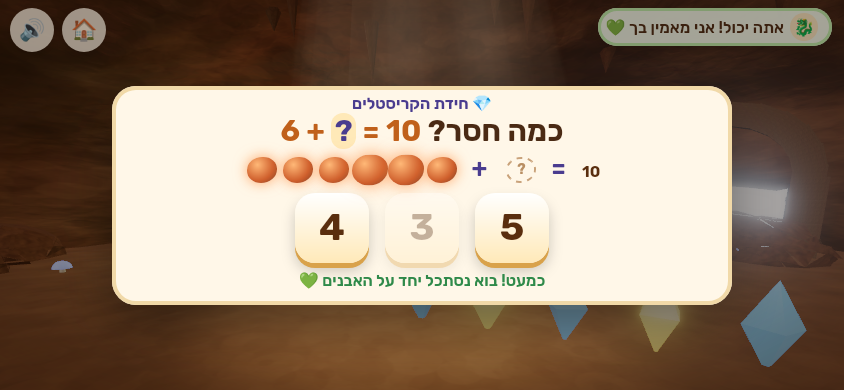 אתה יכול! אני מאמין בך 💚
💎 חידת הקריסטלים
כמה חסר? 6 + ? = 10
+ ? = 10
4 3 5
כמעט! בוא נסתכל יחד על האבנים 💚